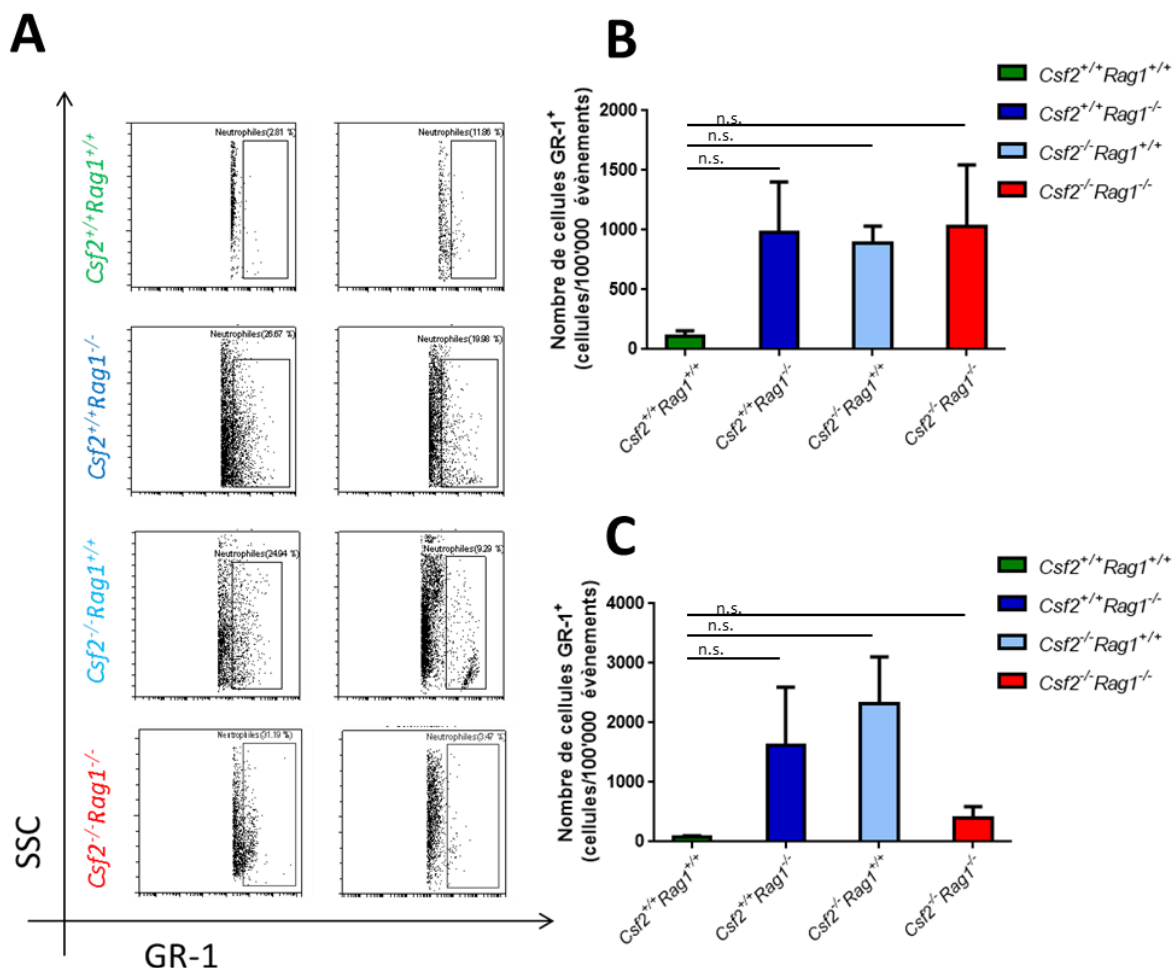 A
Csf2+/+Rag1+/+
Neutrophiles(2.81 %)
Neutrophiles(11.86 %)
Csf2+/+Rag1-/-
Neutrophiles(26.67 %)
Neutrophiles(19.98 %)
Csf2-/-Rag1+/+
Neutrophiles(24.94 %)
Neutrophiles(9.29 %)
Csf2-/-Rag1-/-
Neutrophiles(31.19 %)
Neutrophiles(3.47 %)
SSC
GR-1
B
Csf2+/+Rag1+/+
Csf2+/+Rag1-/-
Csf2-/-Rag1+/+
Csf2-/-Rag1-/-
Nombre de cellules GR-1+
(cellules/100'000 évènements)
2000
1500
1000
500
0
n.s.
n.s.
n.s.
Csf2+/+Rag1+/+
Csf2+/+Rag1-/-
Csf2-/-Rag1+/+
Csf2-/-Rag1-/-
C
Csf2+/+Rag1+/+
Csf2+/+Rag1-/-
Csf2-/-Rag1+/+
Csf2-/-Rag1-/-
Nombre de cellules GR-1+
(cellules/100'000 évènements)
4000
3000
2000
1000
0
n.s.
n.s.
n.s.
Csf2+/+Rag1+/+
Csf2+/+Rag1-/-
Csf2-/-Rag1+/+
Csf2-/-Rag1-/-